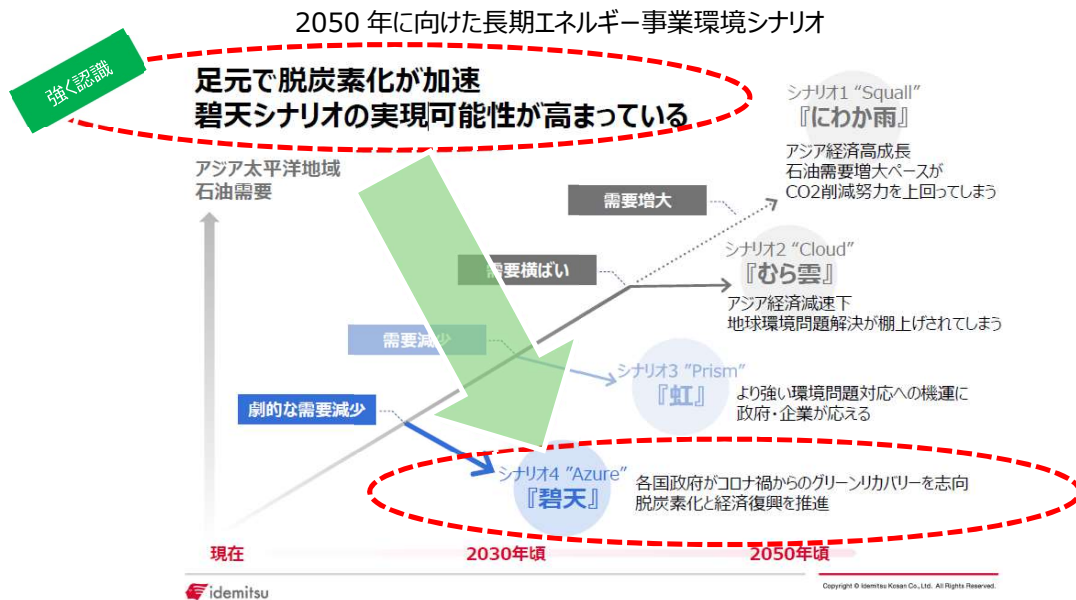 2050 年に向けた長期エネルギー事業環境シナリオ
強く認識
足元で脱炭素化が加速
碧天シナリオの実現可能性が高まっている
アジア太平洋地域
石油需要
シナリオ1 "Squall"
『にわか雨』
アジア経済高成長
石油需要増大ペースが
CO2削減努力を上回ってしまう
需要増大
シナリオ2 "Cloud"
『むら雲』
アジア経済減速下
地球環境問題解決が棚上げされてしまう
需要横ばい
需要減少
シナリオ3 "Prism"
『虹』
より強い環境問題対応への機運に
政府・企業が応える
劇的な需要減少
シナリオ4 "Azure"
『碧天』
各国政府がコロナ禍からのグリーンリカバリーを志向
脱炭素化と経済復興を推進
現在
2030年頃
2050年頃
idemitsu
Copyright © Idemitsu Kosan Co., Ltd. All Rights Reserved.